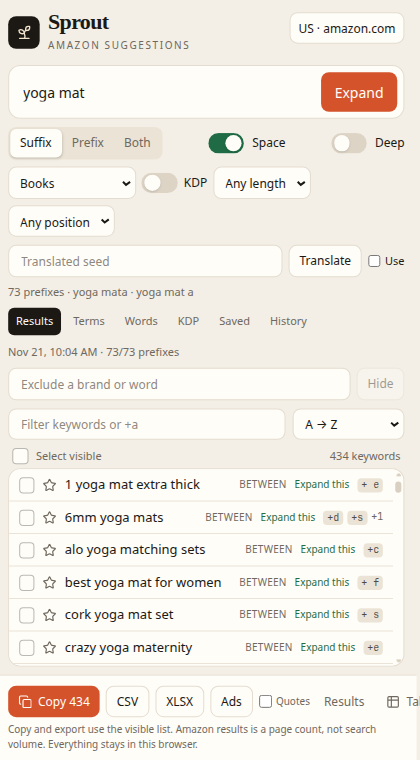 Sprout
AMAZON SUGGESTIONS
US · amazon.com
yoga mat
Expand
Suffix Prefix Both Space Deep
Books KDP Any length
Any position
Translated seed
Translate
Use
73 prefixes · yoga mata · yoga mat a
Results Terms Words KDP Saved History
Nov 21, 10:04 AM · 73/73 prefixes
Exclude a brand or word
Hide
Filter keywords or +a
A → Z
Select visible 434 keywords
1 yoga mat extra thick BETWEEN Expand this + e
6mm yoga mats BETWEEN Expand this +d +s +1
alo yoga matching sets BETWEEN Expand this +c
best yoga mat for women BETWEEN Expand this + f
cork yoga mat set BETWEEN Expand this + s
crazy yoga maternity BETWEEN Expand this +e
Copy 434 CSV XLSX Ads Quotes Results Tal
Copy and export use the visible list. Amazon results is a page count, not search
volume. Everything stays in this browser.